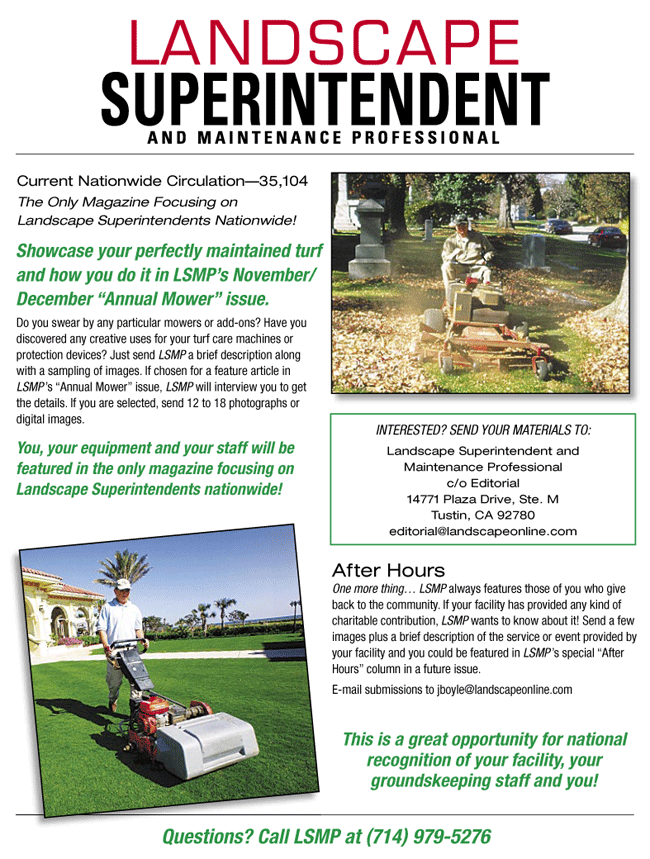 LANDSCAPE
SUPERINTENDENT
AND MAINTENANCE PROFESSIONAL
Current Nationwide Circulation—35,104
The Only Magazine Focusing on
Landscape Superintendents Nationwide!
Showcase your perfectly maintained turf
and how you do it in LSMP's November/
December “Annual Mower” issue.
Do you swear by any particular mowers or add-ons? Have you
discovered any creative uses for your turf care machines or
protection devices? Just send LSMP a brief description along
with a sampling of images. If chosen for a feature article in
LSMP's “Annual Mower” issue, LSMP will interview you to get
the details. If you are selected, send 12 to 18 photographs or
digital images.
You, your equipment and your staff will be
featured in the only magazine focusing on
Landscape Superintendents nationwide!
INTERESTED? SEND YOUR MATERIALS TO:
Landscape Superintendent and
Maintenance Professional
c/o Editorial
14771 Plaza Drive, Ste. M
Tustin, CA 92780
editorial@landscapeonline.com
After Hours
One more thing… LSMP always features those of you who give
back to the community. If your facility has provided any kind of
charitable contribution, LSMP wants to know about it! Send a few
images plus a brief description of the service or event provided by
your facility and you could be featured in LSMP's special “After
Hours” column in a future issue.
E-mail submissions to jboyle@landscapeonline.com
This is a great opportunity for national
recognition of your facility, your
groundskeeping staff and you!
Questions? Call LSMP at (714) 979-5276